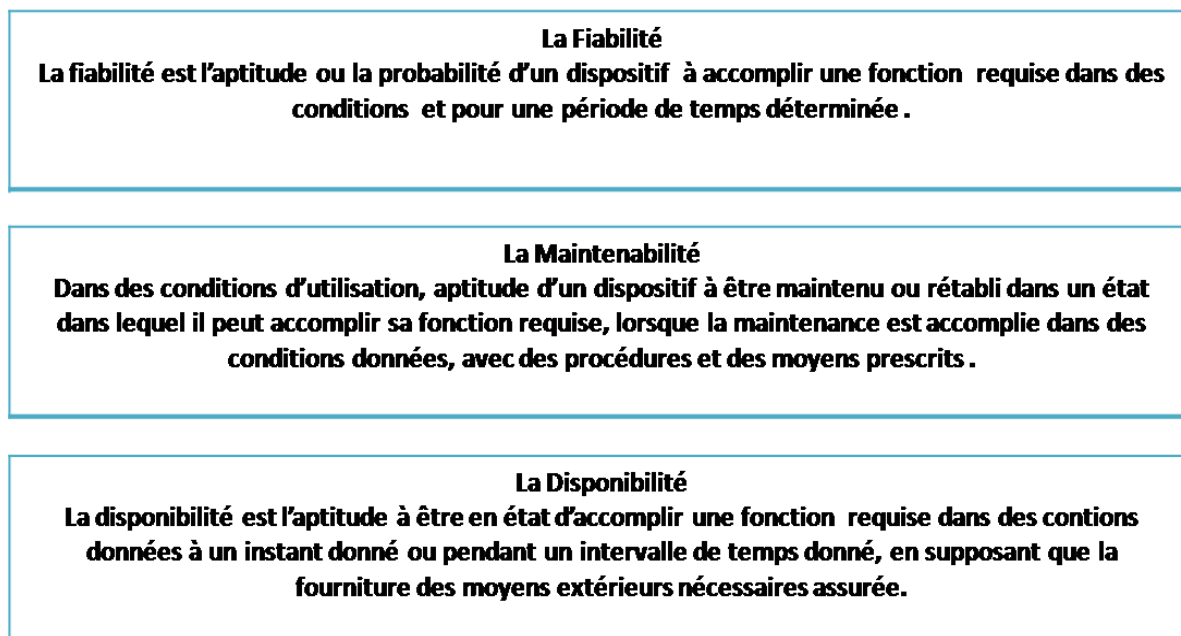 La Fiabilité
La fiabilité est l'aptitude ou la probabilité d'un dispositif à accomplir une fonction requise dans des
conditions et pour une période de temps déterminée .
La Maintenabilité
Dans des conditions d'utilisation, aptitude d'un dispositif à être maintenu ou rétabli dans un état
dans lequel il peut accomplir sa fonction requise, lorsque la maintenance est accomplie dans des
conditions données, avec des procédures et des moyens prescrits .
La Disponibilité
La disponibilité est l'aptitude à être en état d'accomplir une fonction requise dans des contions
données à un instant donné ou pendant un intervalle de temps donné, en supposant que la
fourniture des moyens extérieurs nécessaires assurée.